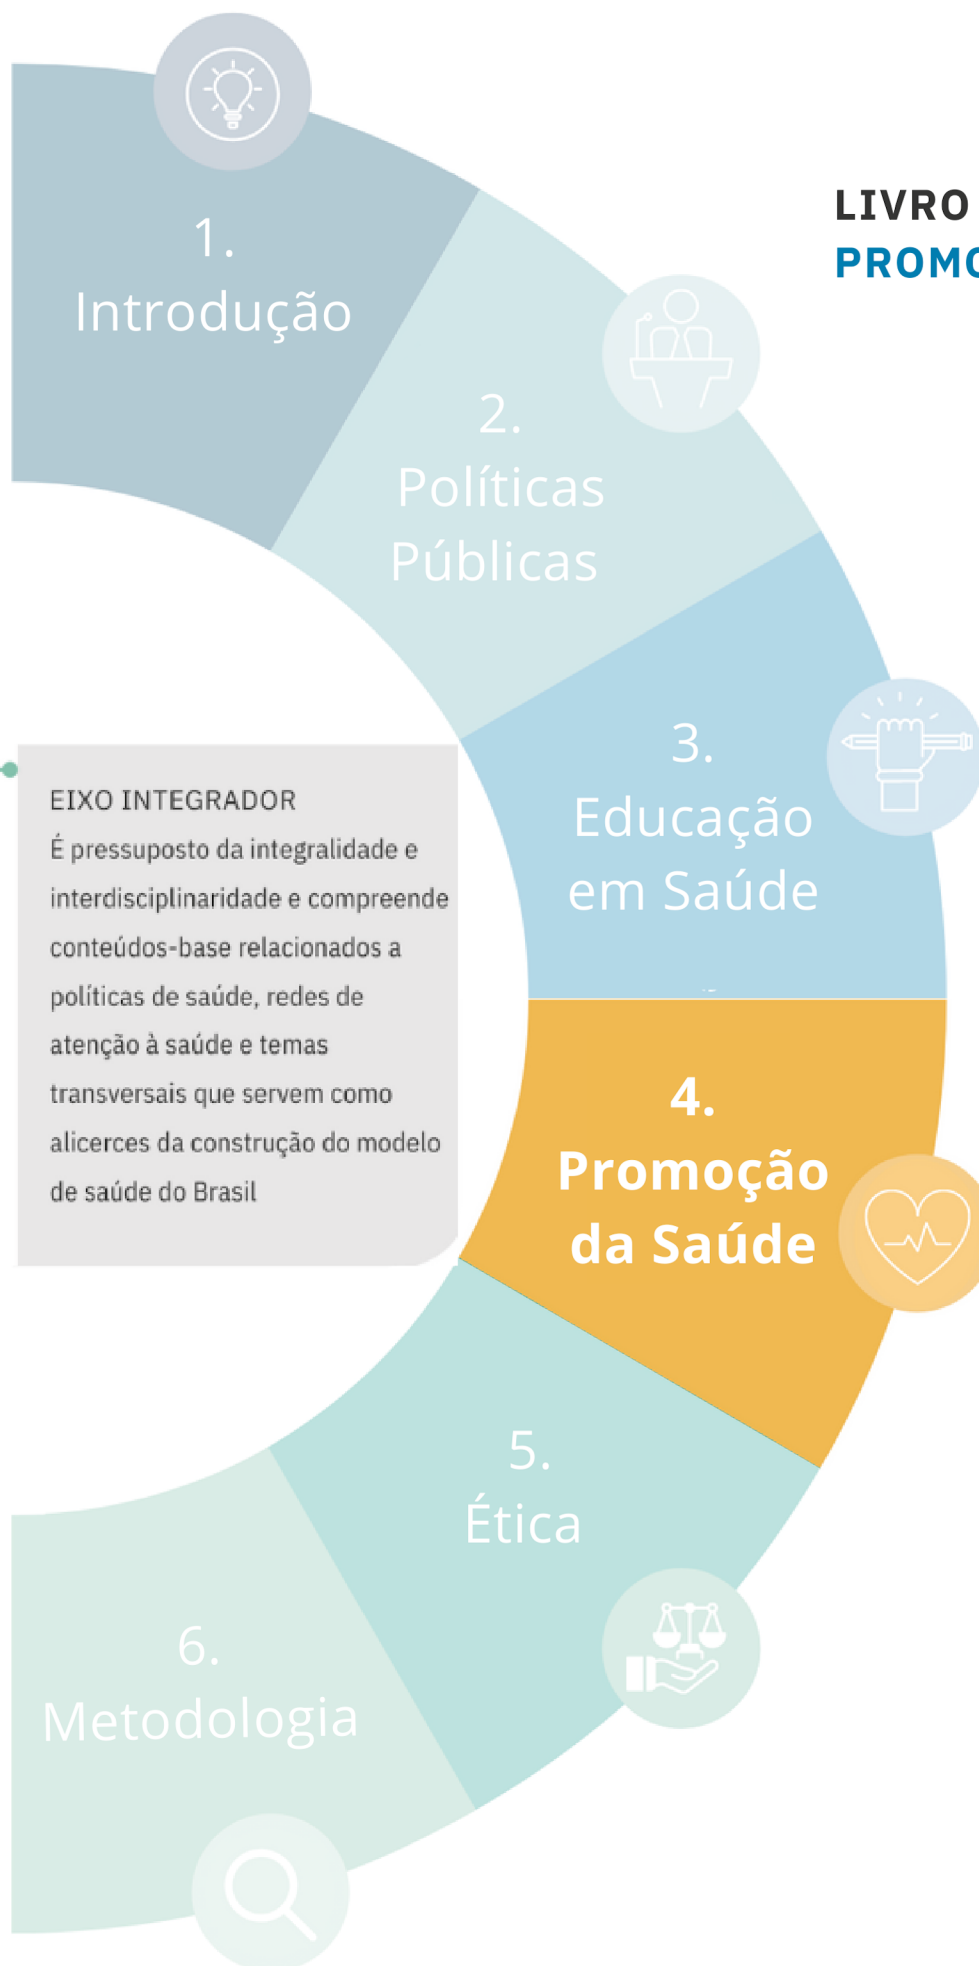 LIVRO
1.
Introdução
2.
Políticas
Públicas
3.
Educação
em Saúde
EIXO INTEGRADOR
É pressuposto da integralidade e
interdisciplinaridade e compreende
conteúdos-base relacionados a
políticas de saúde, redes de
atenção à saúde e temas
transversais que servem como
alicerces da construção do modelo
de saúde do Brasil
4.
Promoção
da Saúde
5.
Ética
6.
Metodologia